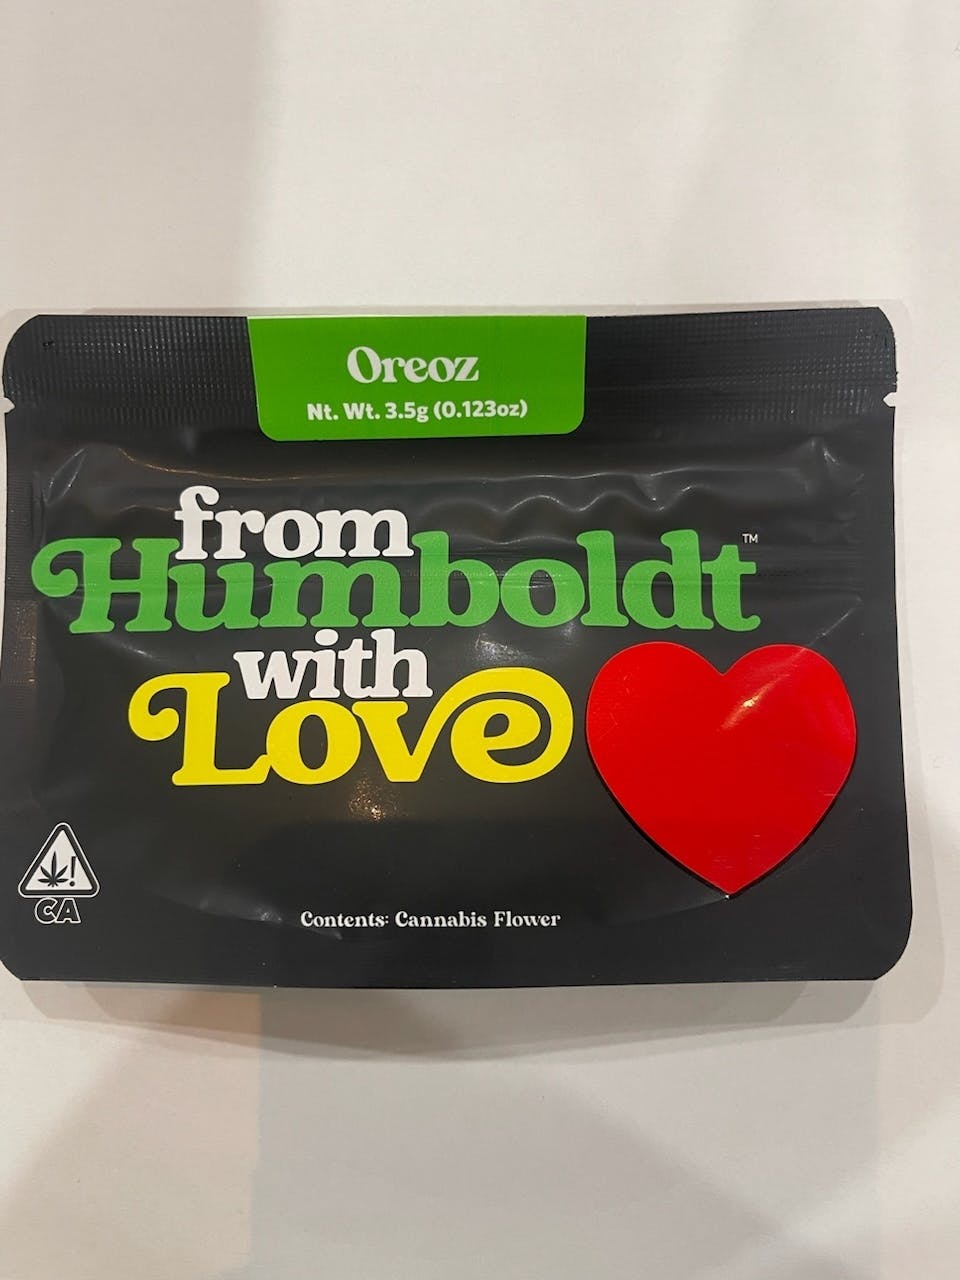 Oreoz
Nt. Wt. 3.5g (0.123oz)
from
Humboldt™
with
Love
CA
Contents: Cannabis Flower